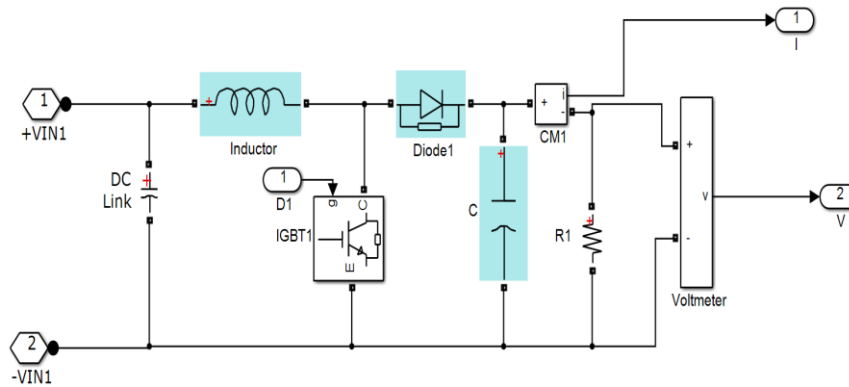 1
I
1
+VIN1
+
Inductor
Diode1
+
i
-
CM1
DC
Link
+
1
D1
g
C
IGBT1
E
+
C
+
R1
+
v
-
Voltmeter
2
V
2
-VIN1